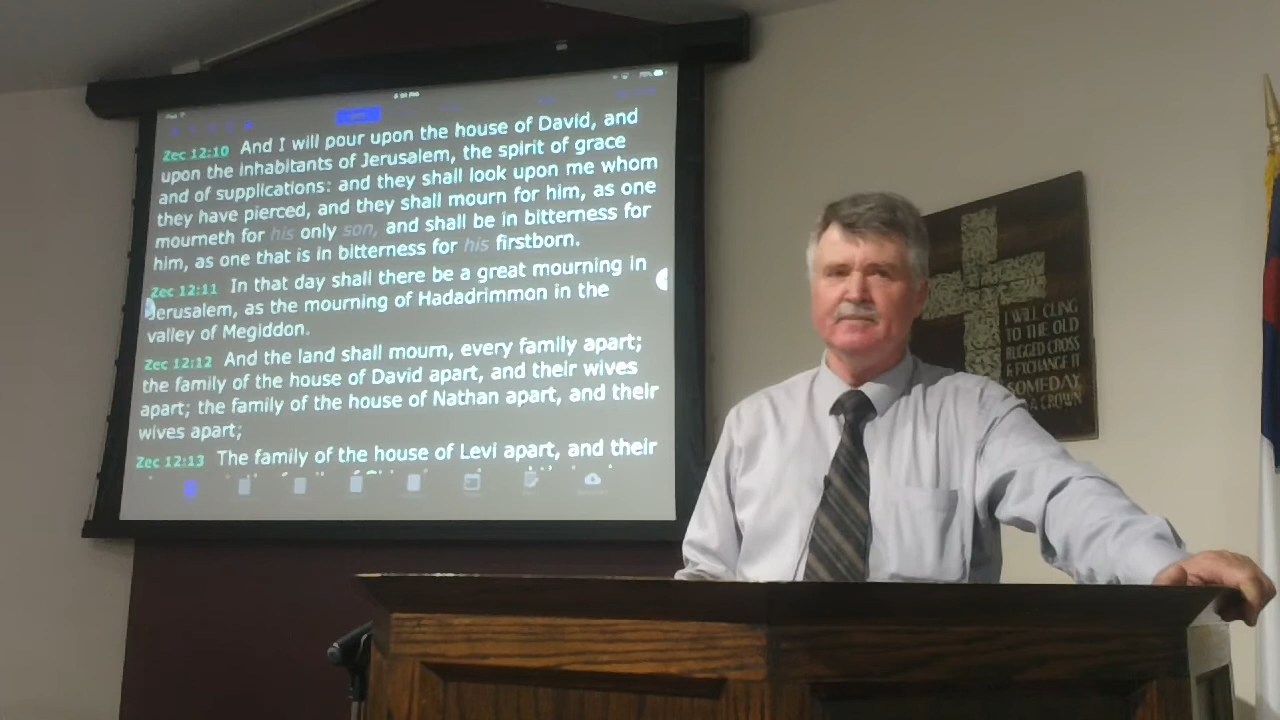 Zec 12:10 And I will pour upon the house of David, and
upon the inhabitants of Jerusalem, the spirit of grace
and of supplications: and they shall look upon me whom
they have pierced, and they shall mourn for him, as one
mourneth for his only son, and shall be in bitterness for
him, as one that is in bitterness for his firstborn.
Zec 12:11 In that day shall there be a great mourning in
Jerusalem, as the mourning of Hadadrimmon in the
valley of Megiddon.
Zec 12:12 And the land shall mourn, every family apart;
the family of the house of David apart, and their wives
apart; the family of the house of Nathan apart, and their
wives apart;
Zec 12:13 The family of the house of Levi apart, and their
I WILL CLING
TO THE OLD
RUGGED CROSS
& EXCHANGE IT
SOMEDAY
A CROWN